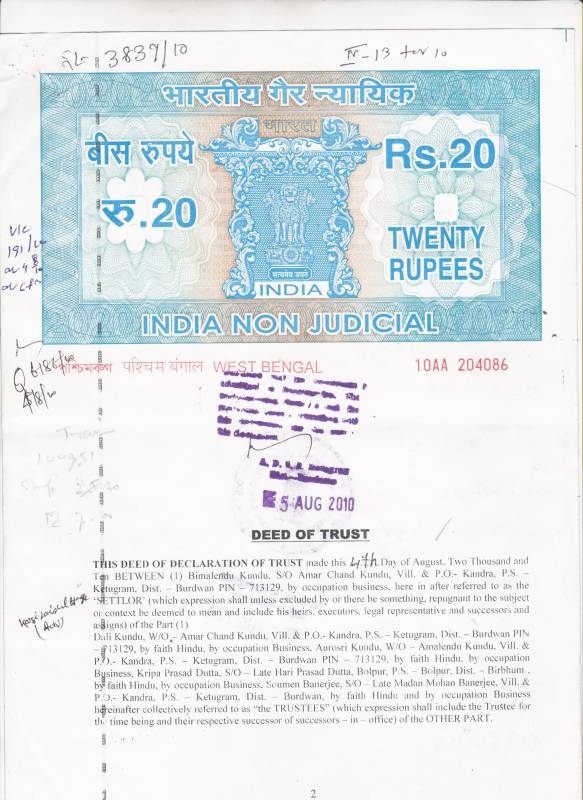 3839/10 IV-13 for 10
भारतीय गैर न्यायिक
भारत
बीस रुपये
Rs.20
रु.20
TWENTY
RUPEES
सत्यमेव जयते
INDIA
INDIA NON JUDICIAL
পশ্চিমবঙ্গ पश्चिम बंगाल WEST BENGAL 10AA 204086
5 AUG 2010
DEED OF TRUST
THIS DEED OF DECLARATION OF TRUST made this 4th Day of August, Two Thousand and
Ten BETWEEN (1) Bimalendu Kundu, S/O Amar Chand Kundu, Vill. & P.O.- Kandra, P.S. –
Ketugram, Dist. – Burdwan PIN – 713129, by occupation business, here in after referred to as the
'SETTLOR' (which expression shall unless excluded by or there be something, repugnant to the subject
or context be deemed to mean and include his heirs, executors, legal representative and successors and
assigns) of the Part (1)
Dali Kundu, W/O – Amar Chand Kundu, Vill. & P.O.- Kandra, P.S. – Ketugram, Dist. – Burdwan PIN
– 713129, by faith Hindu, by occupation Business, Aurosri Kundu, W/O – Amalendu Kundu, Vill. &
P.O.- Kandra, P.S. – Ketugram, Dist. – Burdwan PIN – 713129, by faith Hindu, by occupation
Business, Kripa Prasad Dutta, S/O – Late Hari Prasad Dutta, Bolpur, P.S. – Bolpur, Dist. – Birbhum ,
by faith Hindu, by occupation Business, Soumen Banerjee, S/O – Late Madan Mohan Banerjee, Vill. &
P.O.- Kandra, P.S. – Ketugram, Dist. – Burdwan, by faith Hindu and by occupation Business
hereinafter collectively referred to as "the TRUSTEES" (which expression shall include the Trustee for
the time being and their respective successor of successors – in – office) of the OTHER PART.
2